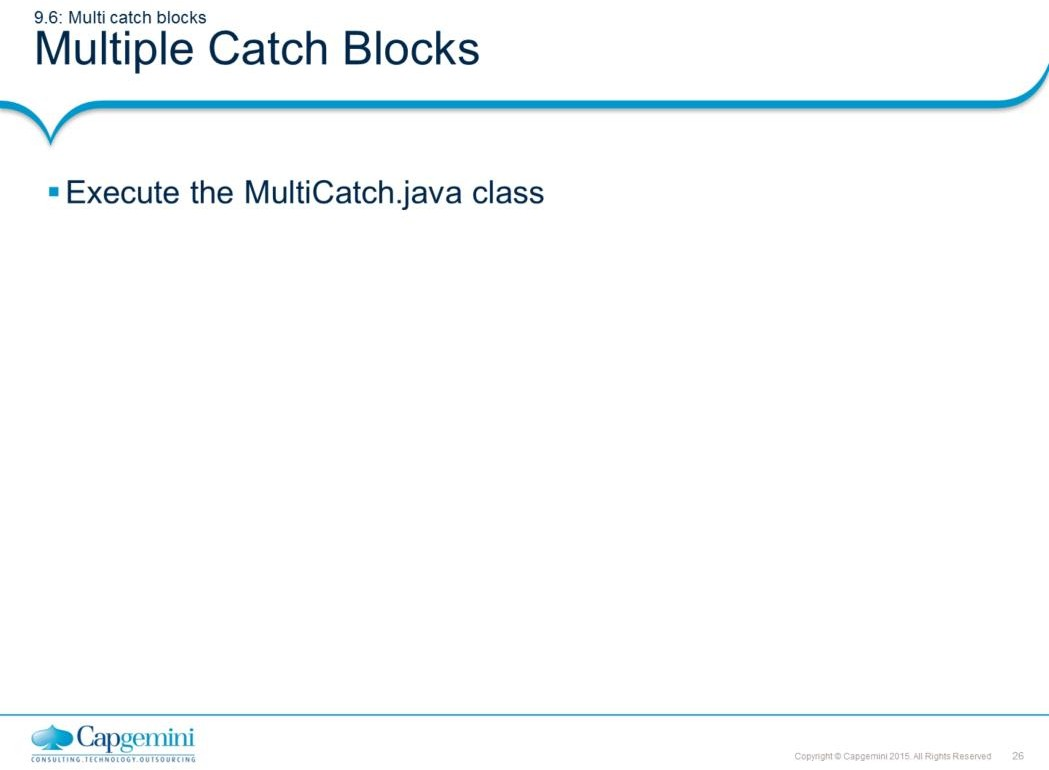 9.6: Multi catch blocks
Multiple Catch Blocks
Execute the MultiCatch.java class
Capgemini
CONSULTING.TECHNOLOGY.OUTSOURCING
Copyright © Capgemini 2015. All Rights Reserved 26